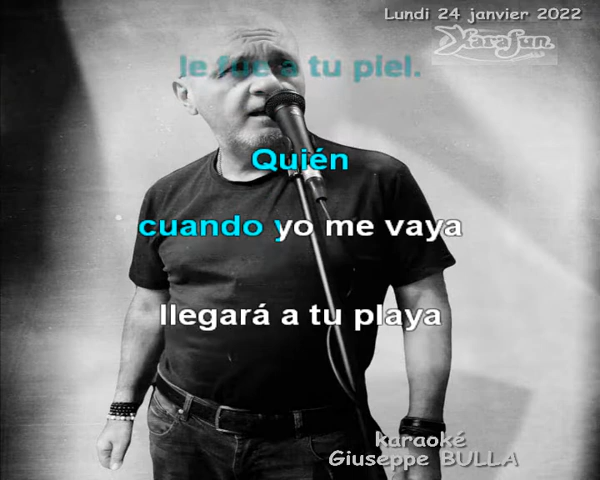 Lundi 24 janvier 2022
Karafun
le fue a tu piel.
Quién
cuando yo me vaya
llegará a tu playa
karaoké
Giuseppe BULLA